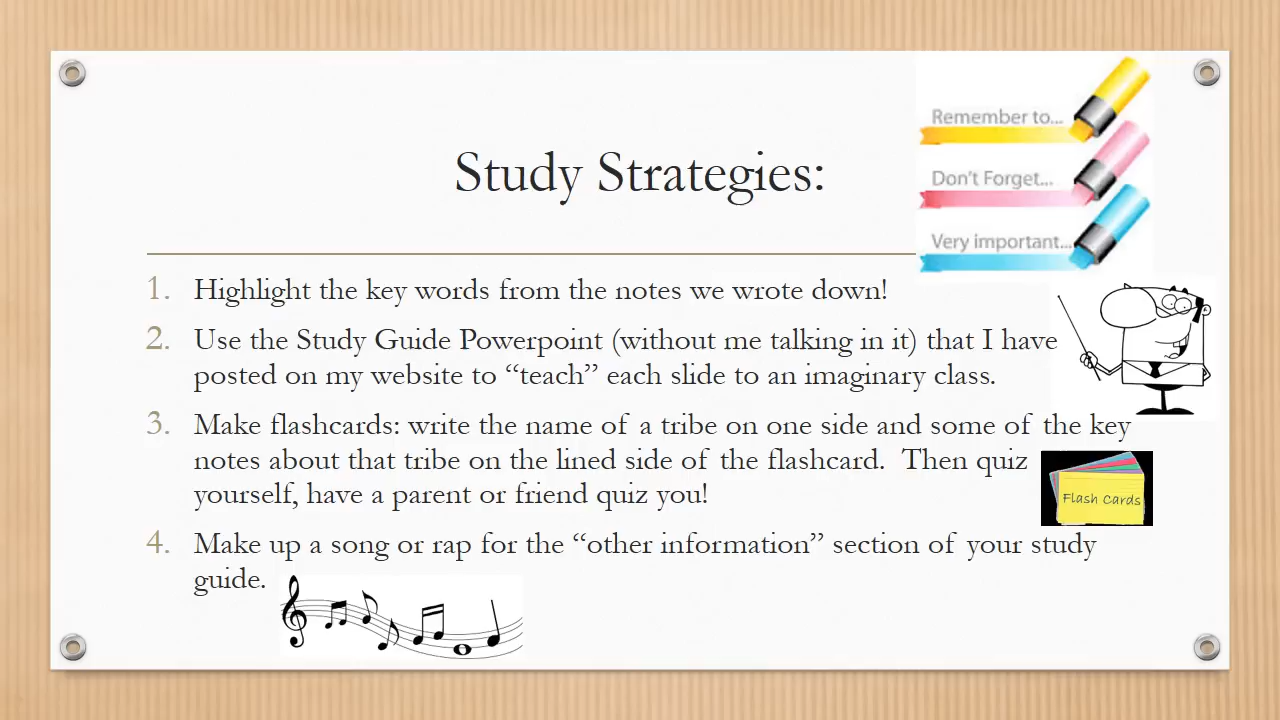 Remember to...
Don't Forget...
Very important...
Study Strategies:
1. Highlight the key words from the notes we wrote down!
2. Use the Study Guide Powerpoint (without me talking in it) that I have
posted on my website to “teach” each slide to an imaginary class.
3. Make flashcards: write the name of a tribe on one side and some of the key
notes about that tribe on the lined side of the flashcard. Then quiz
yourself, have a parent or friend quiz you!
Flash Cards
4. Make up a song or rap for the “other information” section of your study
guide.